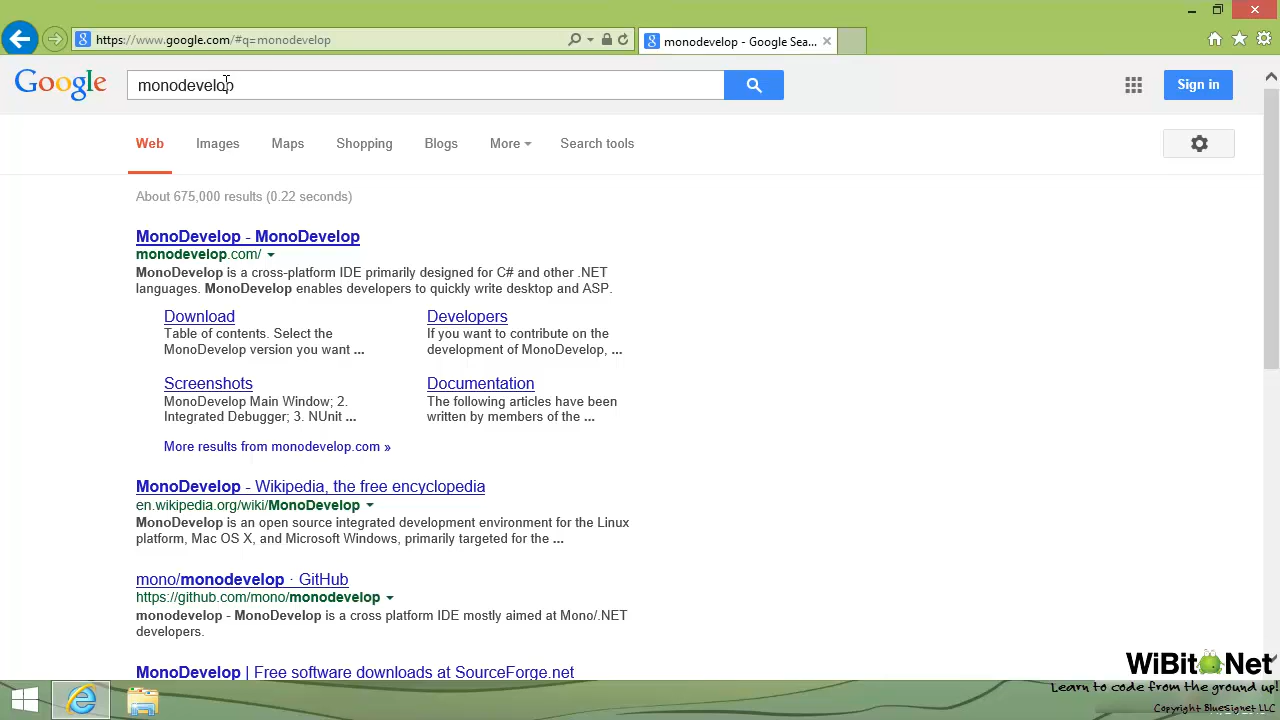 https://www.google.com/#q=monodevelop
monodevelop - Google Sea...
Google
monodevelop
Sign in
Web
Images
Maps
Shopping
Blogs
More
Search tools
About 675,000 results (0.22 seconds)
MonoDevelop - MonoDevelop
monodevelop.com/
MonoDevelop is a cross-platform IDE primarily designed for C# and other .NET
languages. MonoDevelop enables developers to quickly write desktop and ASP.
Download
Table of contents. Select the
MonoDevelop version you want ...
Developers
If you want to contribute on the
development of MonoDevelop, ...
Screenshots
MonoDevelop Main Window; 2.
Integrated Debugger; 3. NUnit ...
Documentation
The following articles have been
written by members of the ...
More results from monodevelop.com »
MonoDevelop - Wikipedia, the free encyclopedia
en.wikipedia.org/wiki/MonoDevelop
MonoDevelop is an open source integrated development environment for the Linux
platform, Mac OS X, and Microsoft Windows, primarily targeted for the ...
mono/monodevelop · GitHub
https://github.com/mono/monodevelop
monodevelop - MonoDevelop is a cross platform IDE mostly aimed at Mono/.NET
developers.
MonoDevelop | Free software downloads at SourceForge.net
WiBit.Net
Learn to code from the ground up!
Copyright BlueSignet LLC